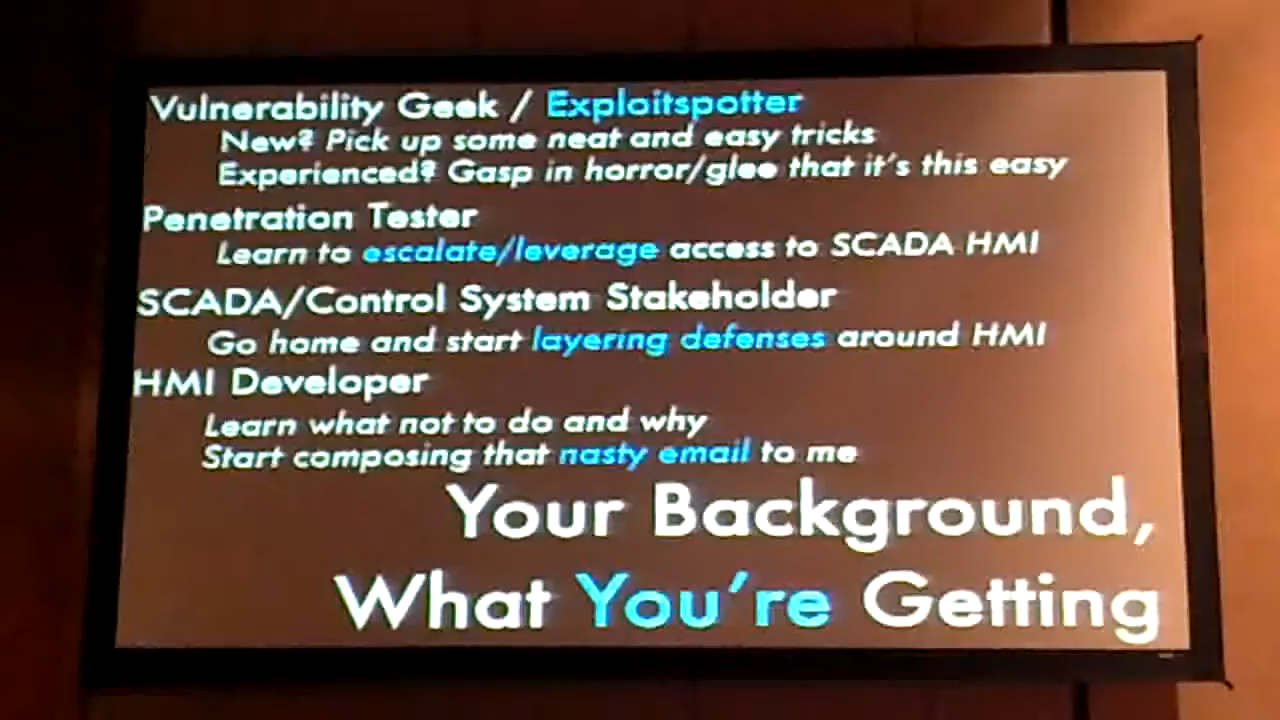 Vulnerability Geek / Exploitspotter
New? Pick up some neat and easy tricks
Experienced? Gasp in horror/glee that it's this easy
Penetration Tester
Learn to escalate/leverage access to SCADA HMI
SCADA/Control System Stakeholder
Go home and start layering defenses around HMI
HMI Developer
Learn what not to do and why
Start composing that nasty email to me
Your Background,
What You're Getting